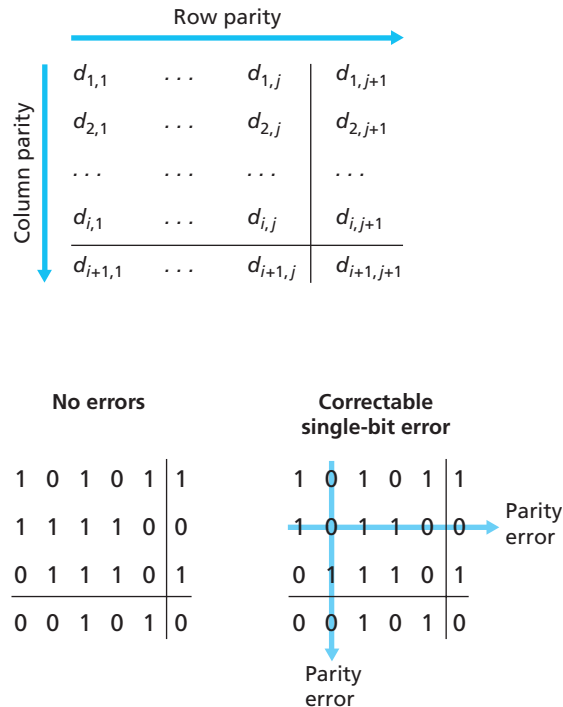 Row parity
Column parity
d1,1 . . . d1, j d1, j+1
d2,1 . . . d2, j d2, j+1
. . . . . . . . . . . .
di,1 . . . di, j di, j+1
di+1,1 . . . di+1, j di+1, j+1
No errors
1 0 1 0 1 1
1 1 1 1 0 0
0 1 1 1 0 1
0 0 1 0 1 0
Correctable
single-bit error
1 0 1 0 1 1
1 0 1 1 0 0
0 1 1 1 0 1
0 0 1 0 1 0
Parity
error
Parity
error